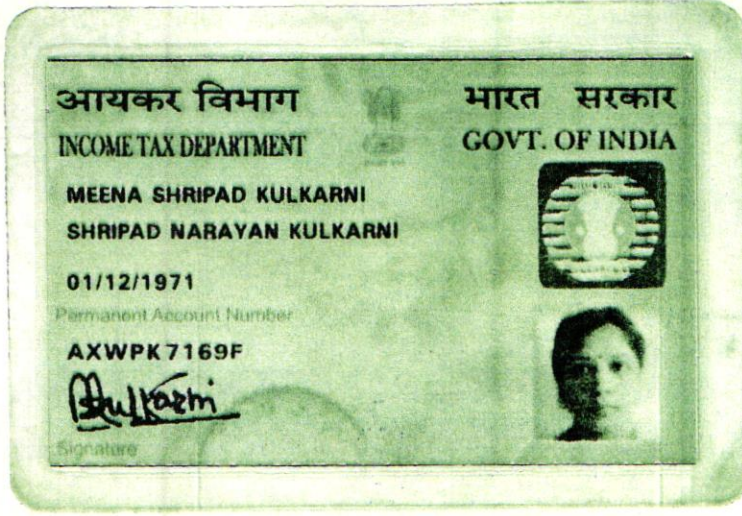 आयकर विभाग
भारत सरकार
INCOME TAX DEPARTMENT
GOVT. OF INDIA
MEENA SHRIPAD KULKARNI
SHRIPAD NARAYAN KULKARNI
01/12/1971
Permanent Account Number
AXWPK7169F
Kulkarni
Signature